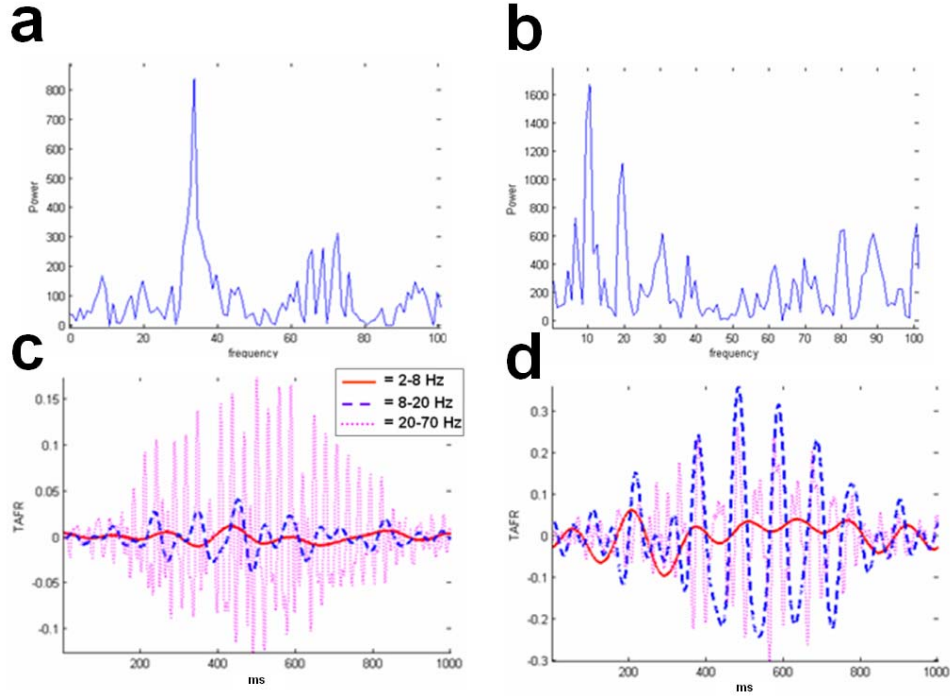 a
b
Power
800
700
600
500
400
300
200
100
0
0 20 40 60 80 100
frequency
Power
1600
1400
1200
1000
800
600
400
200
0
10 20 30 40 50 60 70 80 90 100
frequency
c
d
= 2-8 Hz
= 8-20 Hz
= 20-70 Hz
TAFR
0.15
0.1
0.05
0
-0.05
-0.1
200 400 600 800 1000
ms
TAFR
0.3
0.2
0.1
0
-0.1
-0.2
-0.3
200 400 600 800 1000
ms